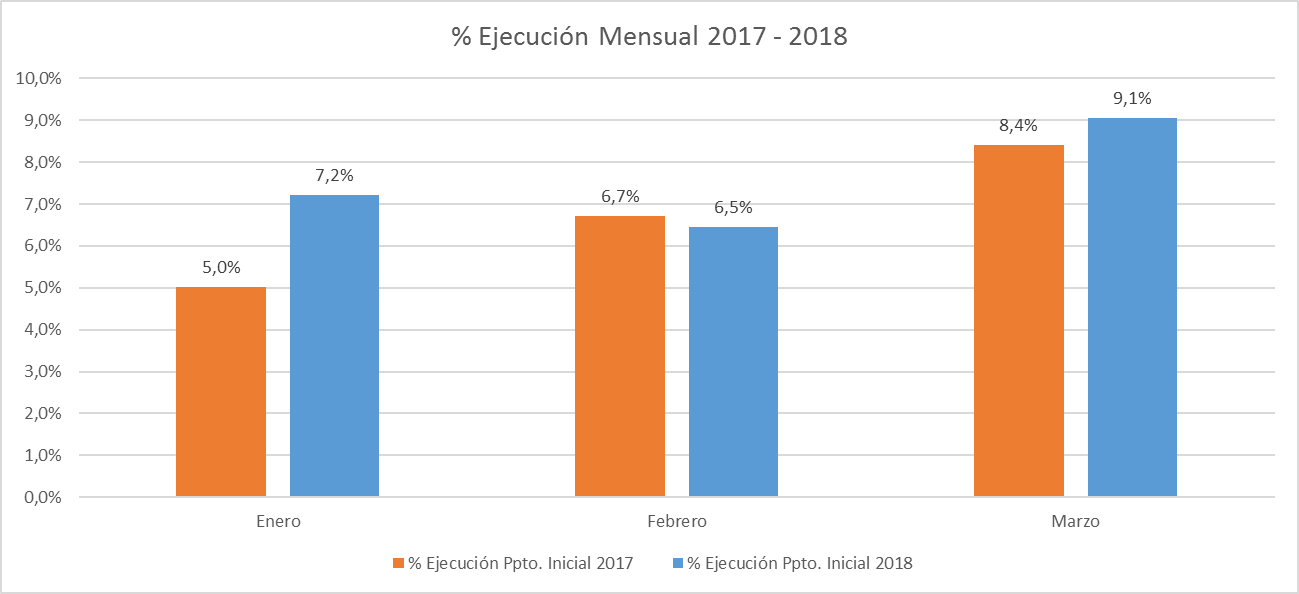 % Ejecución Mensual 2017 - 2018
10,0%
9,0%
8,0%
7,0%
6,0%
5,0%
4,0%
3,0%
2,0%
1,0%
0,0%
5,0%
7,2%
6,7%
6,5%
8,4%
9,1%
Enero
Febrero
Marzo
% Ejecución Ppto. Inicial 2017
% Ejecución Ppto. Inicial 2018